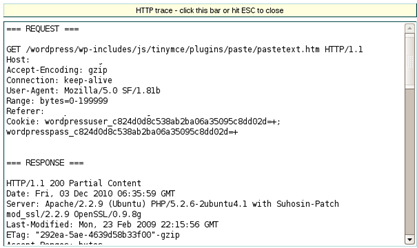 HTTP trace - click this bar or hit ESC to close
=== REQUEST ===
GET /wordpress/wp-includes/js/tinymce/plugins/paste/pastetext.htm HTTP/1.1
Host:
Accept-Encoding: gzip
Connection: keep-alive
User-Agent: Mozilla/5.0 SF/1.81b
Range: bytes=0-199999
Referer:
Cookie: wordpressuser_c824d0d8c538ab2ba06a35095c8dd02d=+;
wordpresspass_c824d0d8c538ab2ba06a35095c8dd02d=+
=== RESPONSE ===
HTTP/1.1 200 Partial Content
Date: Fri, 03 Dec 2010 06:35:59 GMT
Server: Apache/2.2.9 (Ubuntu) PHP/5.2.6-2ubuntu4.1 with Suhosin-Patch
mod_ssl/2.2.9 OpenSSL/0.9.8g
Last-Modified: Mon, 23 Feb 2009 22:15:56 GMT
ETag: "292ea-5ae-4639d58b33f00"-gzip
Accept-Ranges: bytes